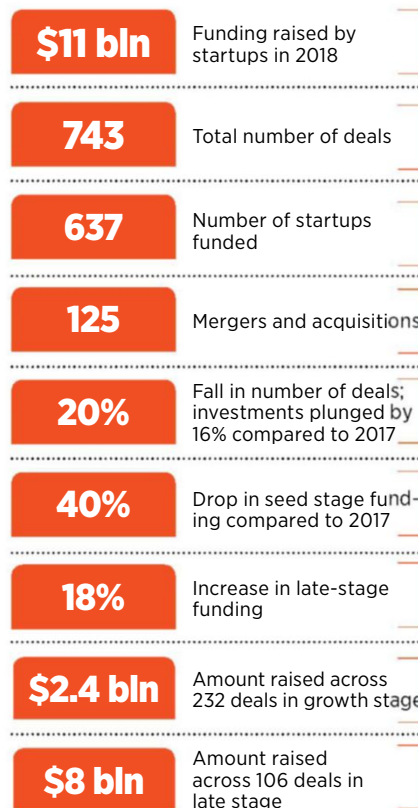 $11 bln
Funding raised by
startups in 2018
743
Total number of deals
637
Number of startups
funded
125
Mergers and acquisitions
20%
Fall in number of deals;
investments plunged by
16% compared to 2017
40%
Drop in seed stage fund-
ing compared to 2017
18%
Increase in late-stage
funding
$2.4 bln
Amount raised across
232 deals in growth stage
$8 bln
Amount raised
across 106 deals in
late stage